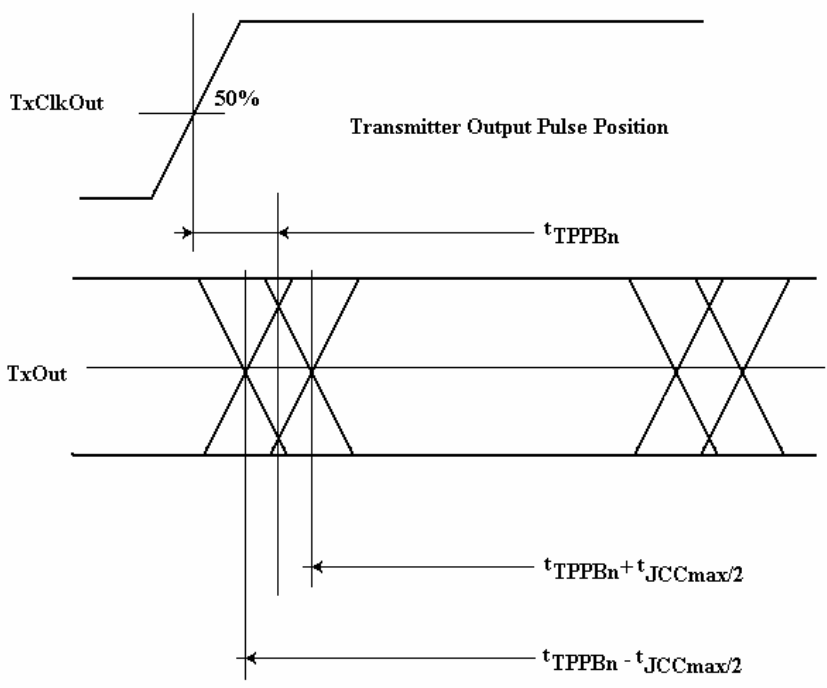 TxClkOut
50%
Transmitter Output Pulse Position
tTPPBn
TxOut
tTPPBn+tJCCmax/2
tTPPBn - tJCCmax/2